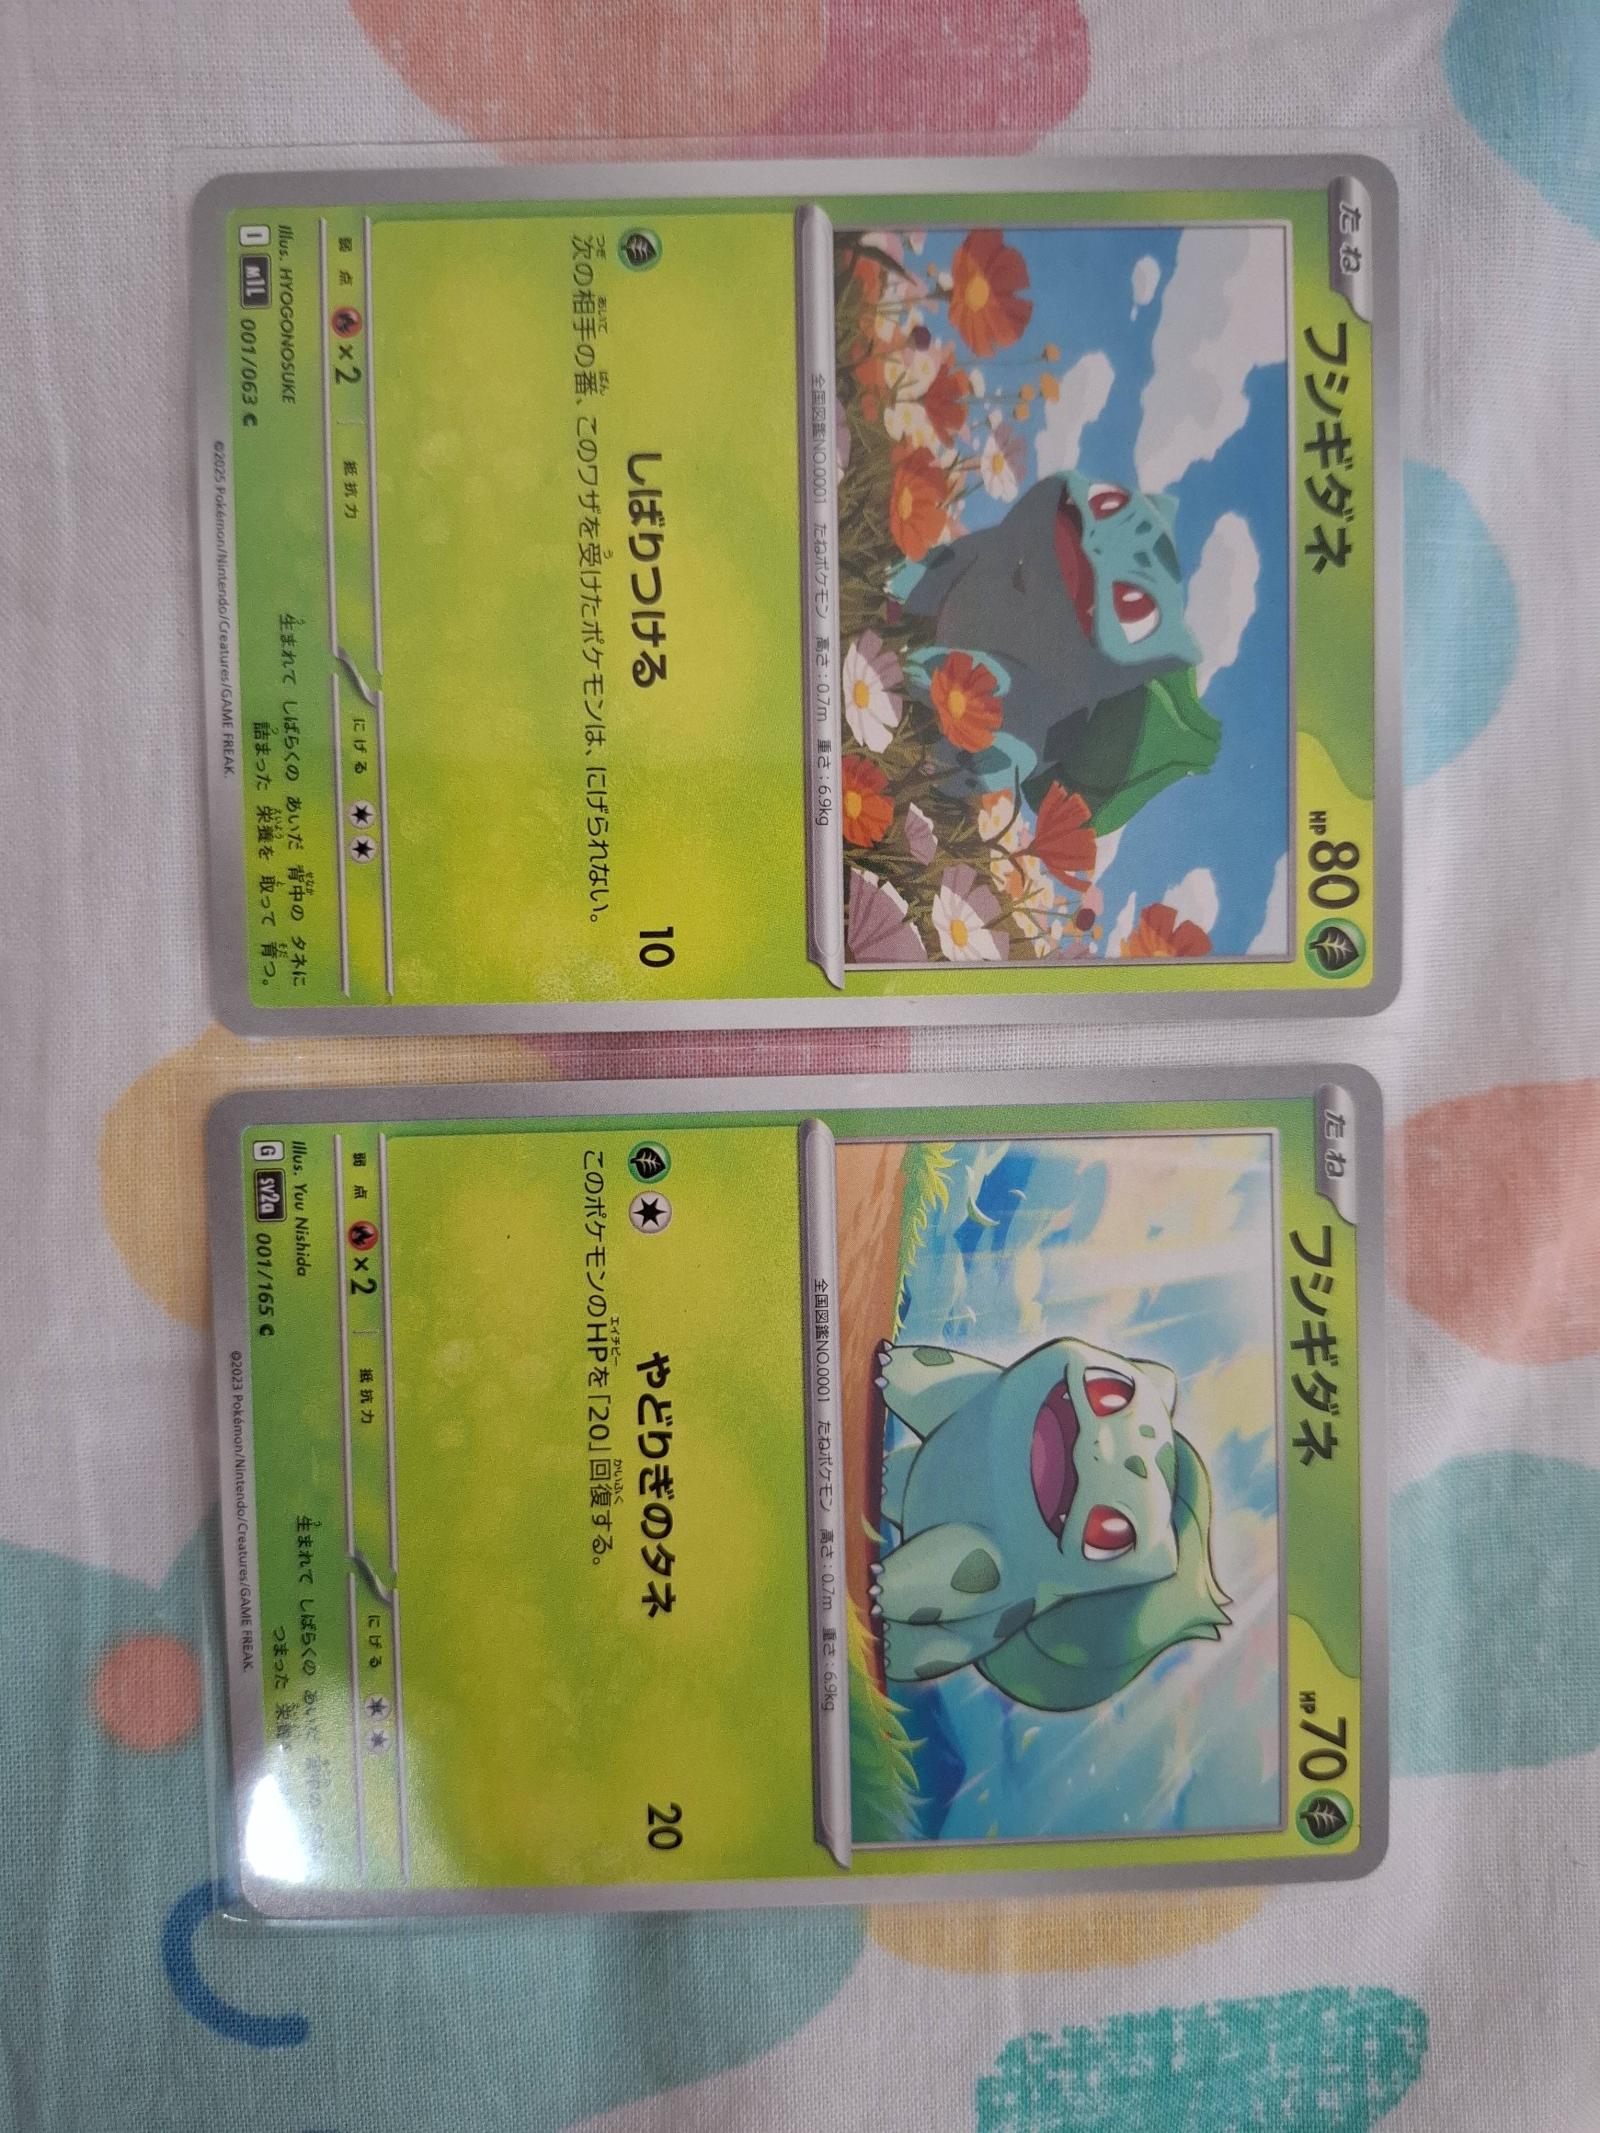 たね
フシギダネ
HP80
全国図鑑NO.0001 たねポケモン 高さ:0.7m 重さ:6.9kg
しばりつける 10
次の相手の番、このワザを受けたポケモンは、にげられない。
弱点 ×2 抵抗力 にげる
Illus. HYOGONOSUKE
生まれて しばらくの あいだ 背中の タネに
詰まった 栄養を 取って 育つ。
I M1L 001/063 C
©2025 Pokémon/Nintendo/Creatures/GAME FREAK.
たね
フシギダネ
HP70
全国図鑑NO.0001 たねポケモン 高さ:0.7m 重さ:6.9kg
やどりぎのタネ 20
このポケモンのHPを「20」回復する。
弱点 ×2 抵抗力 にげる
Illus. Yuu Nishida
生まれて しばらくの あいだ 背中の
つまった 栄養
G sv2a 001/165 C
©2023 Pokémon/Nintendo/Creatures/GAME FREAK.